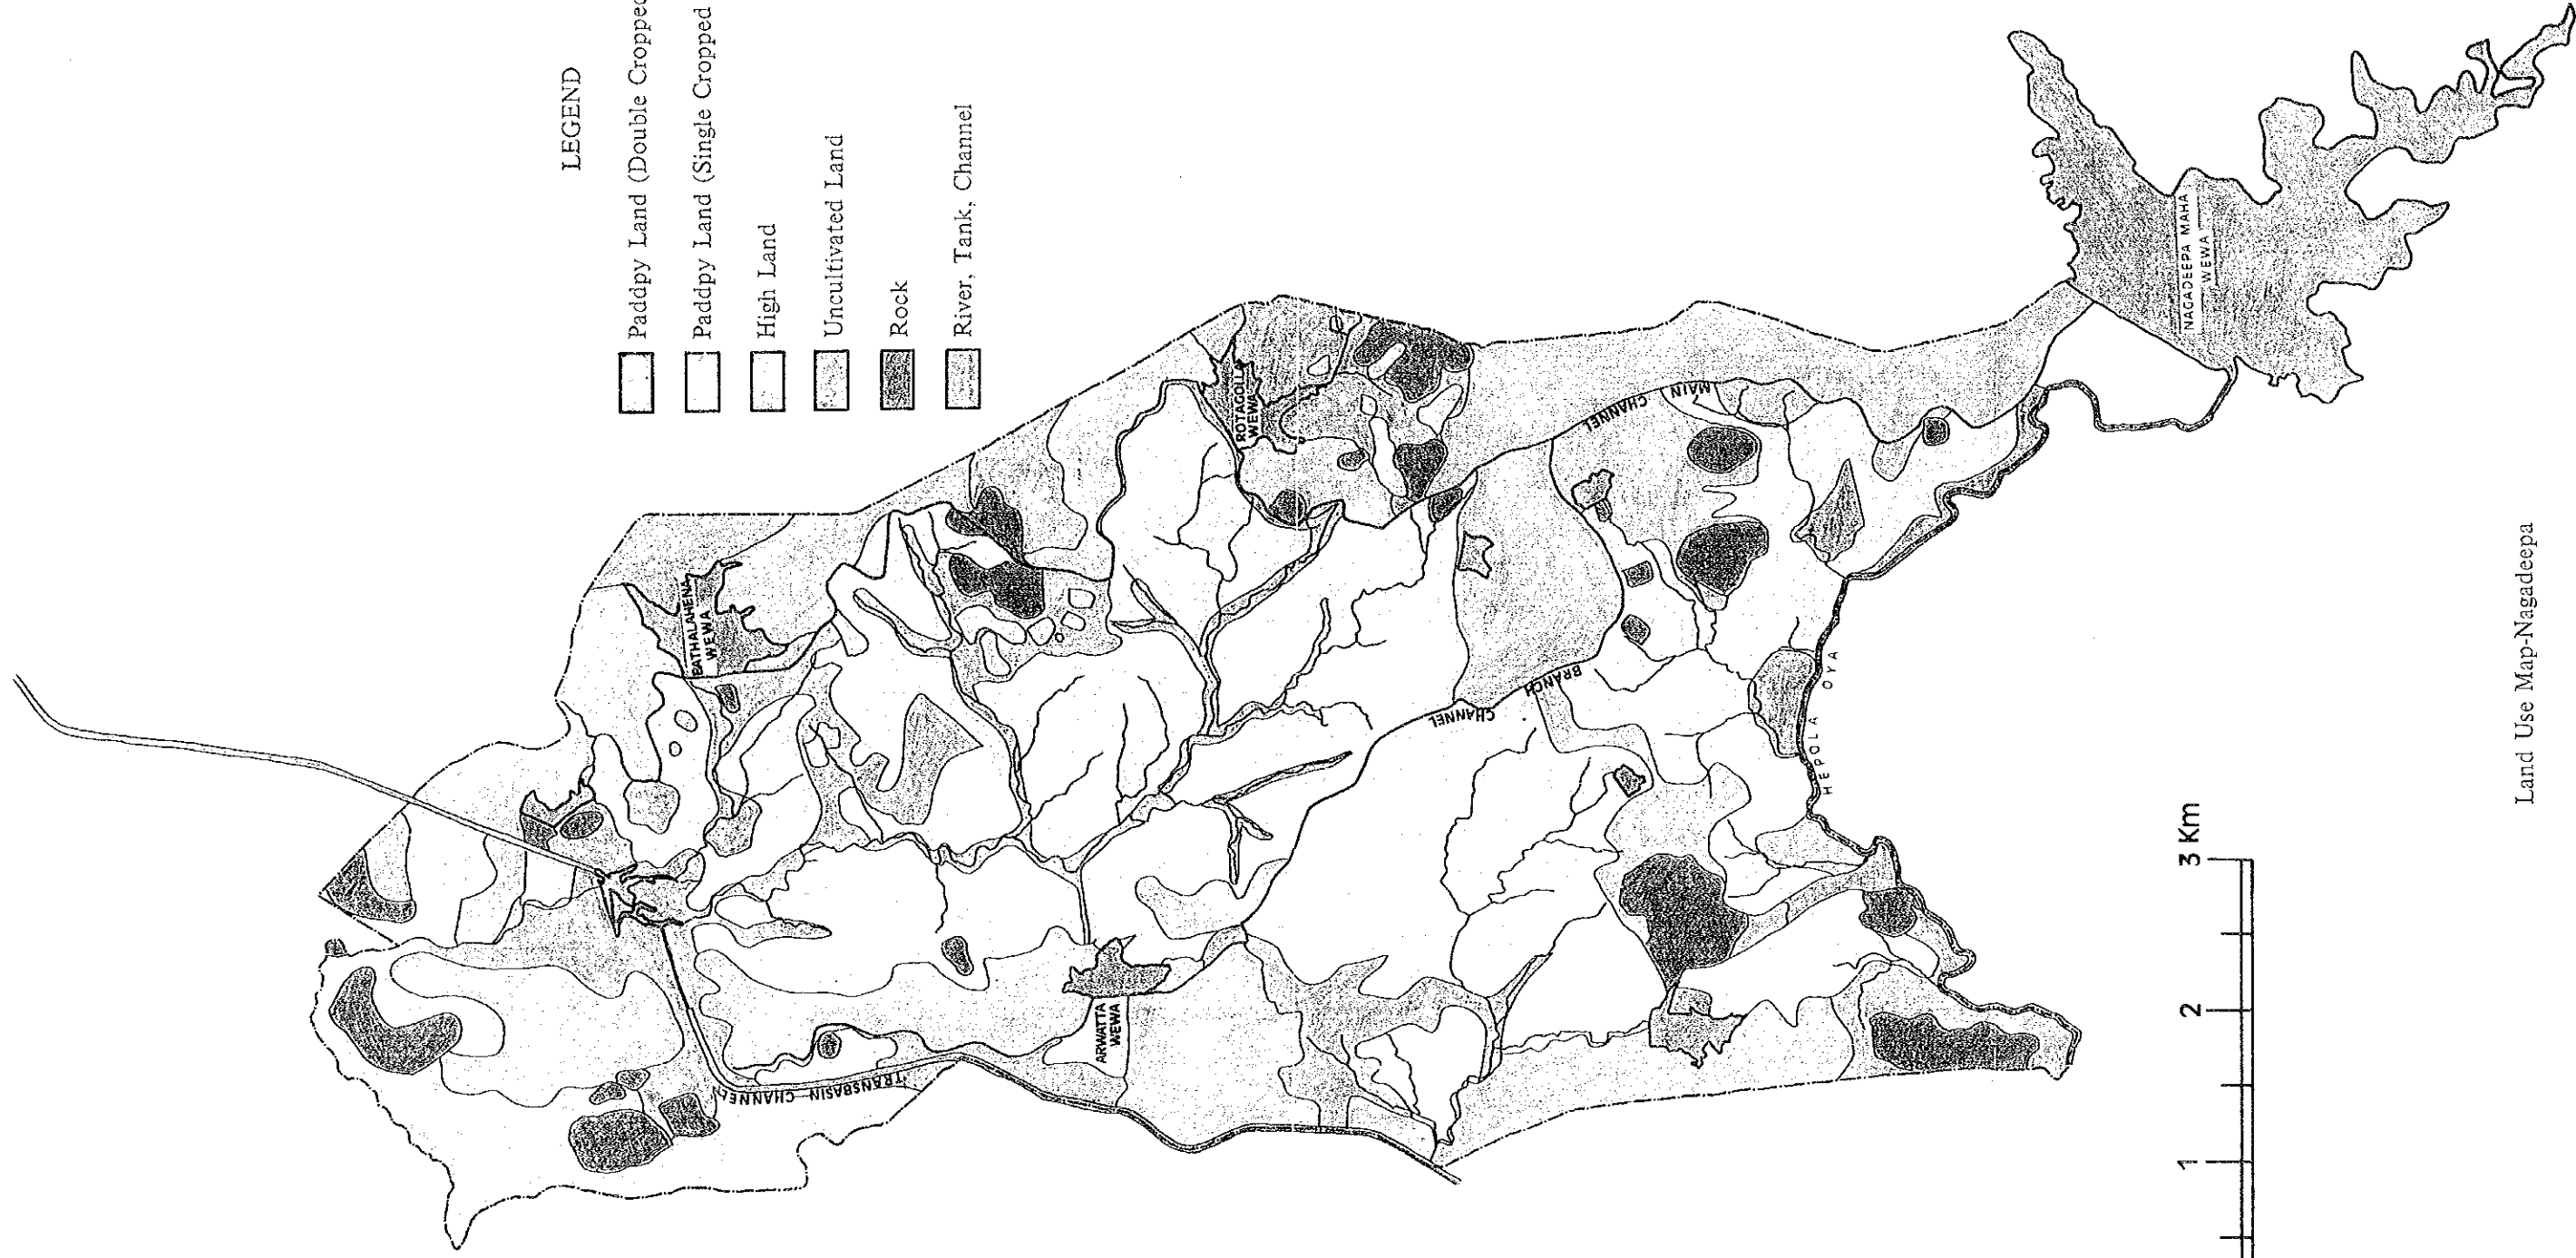 LEGEND
Paddpy Land (Double Cropped
Paddpy Land (Single Cropped
High Land
Uncultivated Land
Rock
River, Tank, Channel
BATHALAHENA
WEWA
ROTAGOLLA
WEWA
NAGADEEPA MAHA
WEWA
MAIN
CHANNEL
BRANCH
CHANNEL
HEPOLA OYA
ARWATTA
WEWA
TRANSBASIN CHANNEL
1
2
3 Km
Land Use Map-Nagadeepa